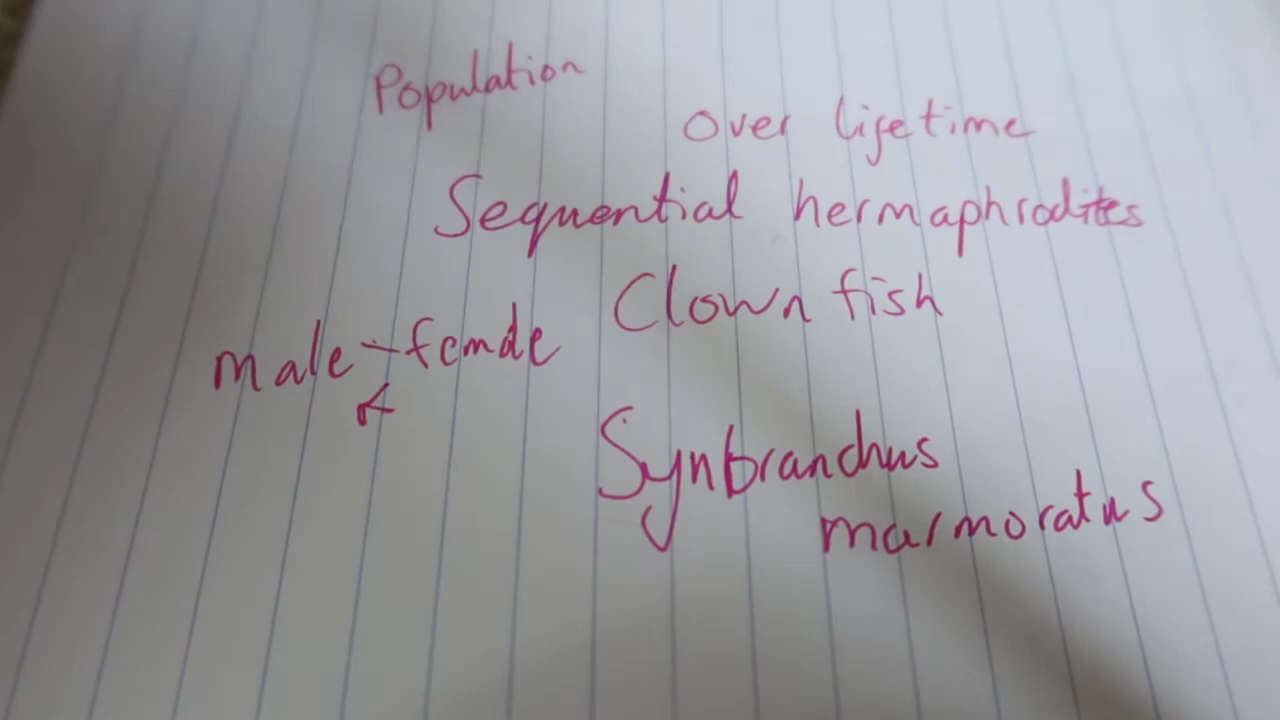 Population
Over lifetime
Sequential hermaphrodites
Clown fish
male - female
Synbranchus
marmoratus